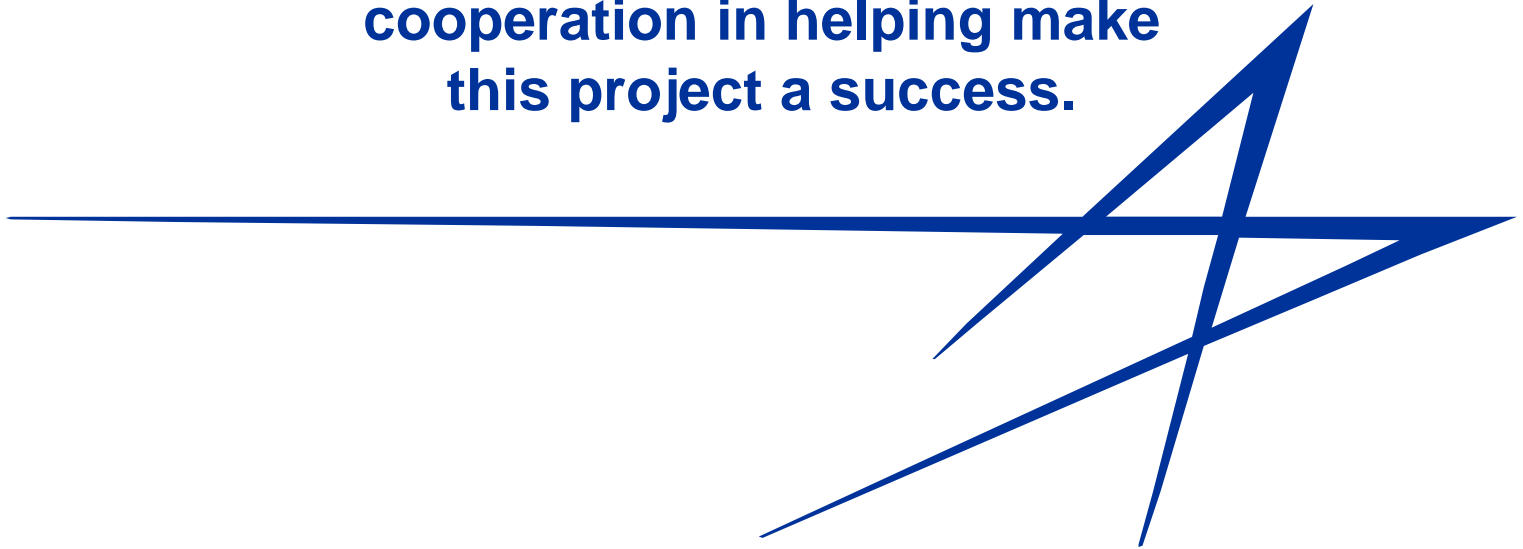 cooperation in helping make
this project a success.